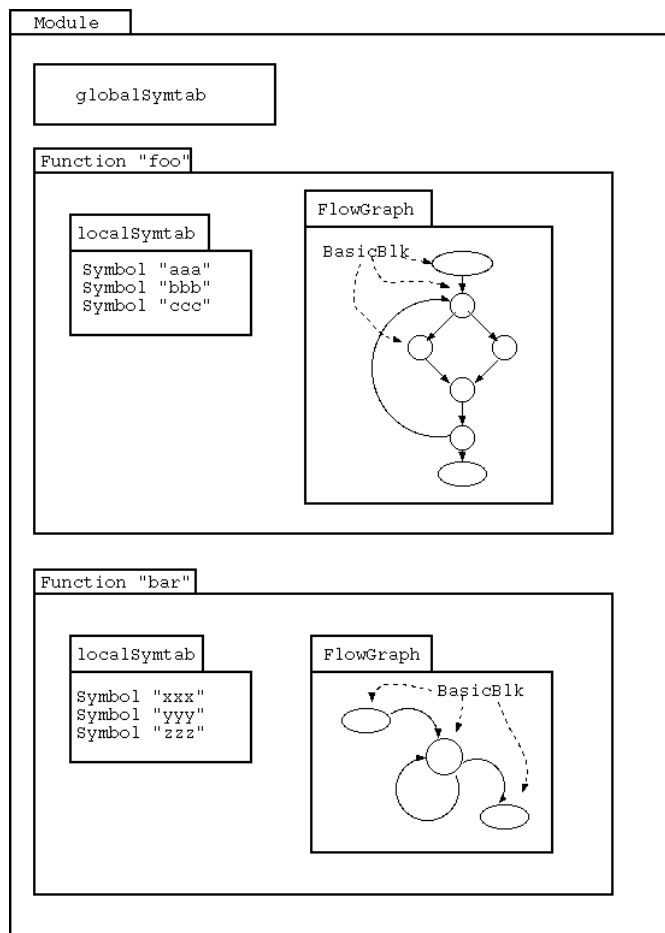 Module
globalSymtab
Function "foo"
FlowGraph
localSymtab
BasicBlk
Symbol "aaa"
Symbol "bbb"
Symbol "ccc"
Function "bar"
localSymtab
FlowGraph
Symbol "xxx"
Symbol "yyy"
Symbol "zzz"
BasicBlk